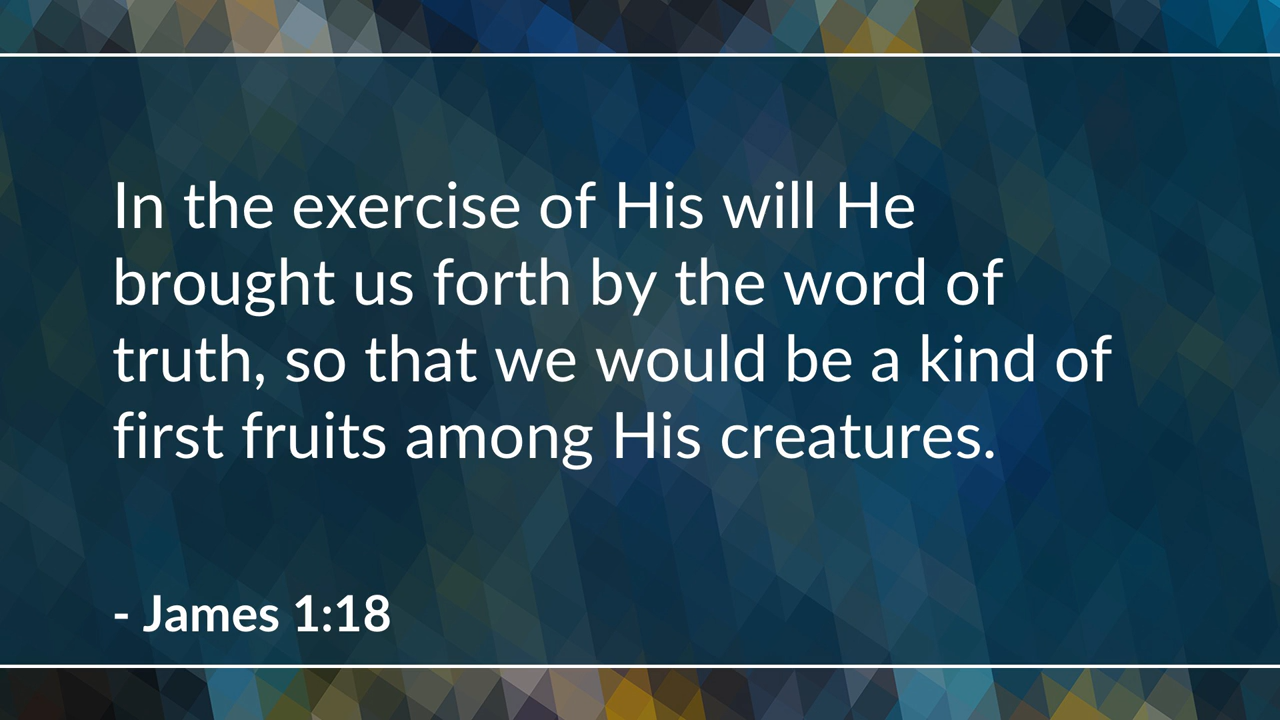 In the exercise of His will He
brought us forth by the word of
truth, so that we would be a kind of
first fruits among His creatures.
- James 1:18